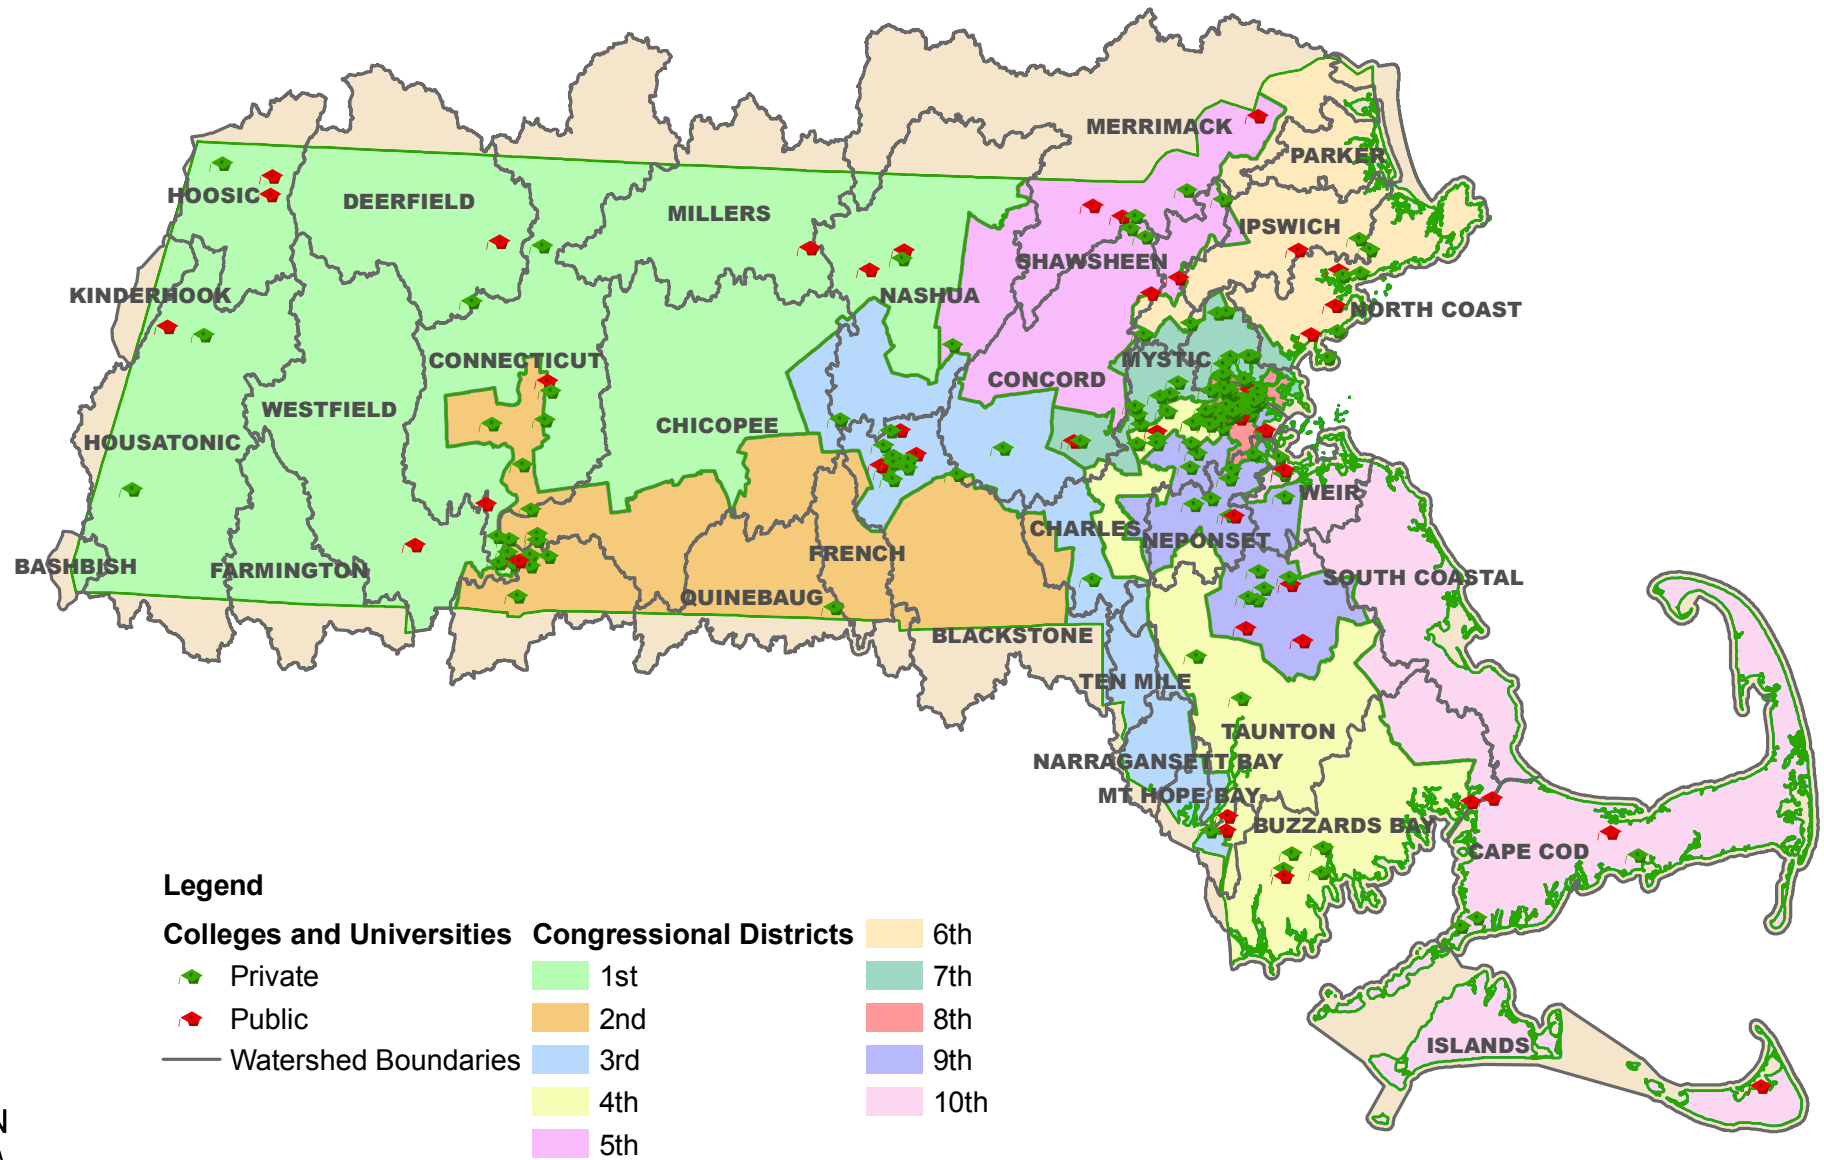 MERRIMACK
PARKER
HOOSIC
DEERFIELD
MILLERS
IPSWICH
SHAWSHEEN
KINDERHOOK
NASHUA
NORTH COAST
CONNECTICUT
MYSTIC
CONCORD
WESTFIELD
CHICOPEE
HOUSATONIC
WEIR
CHARLES
NEPONSET
FRENCH
BASHBISH
FARMINGTON
SOUTH COASTAL
QUINEBAUG
BLACKSTONE
TEN MILE
TAUNTON
NARRAGANSETT BAY
MT HOPE BAY
BUZZARDS BAY
CAPE COD
ISLANDS
Legend
Colleges and Universities
Private
Public
Watershed Boundaries
Congressional Districts
1st
2nd
3rd
4th
5th
6th
7th
8th
9th
10th